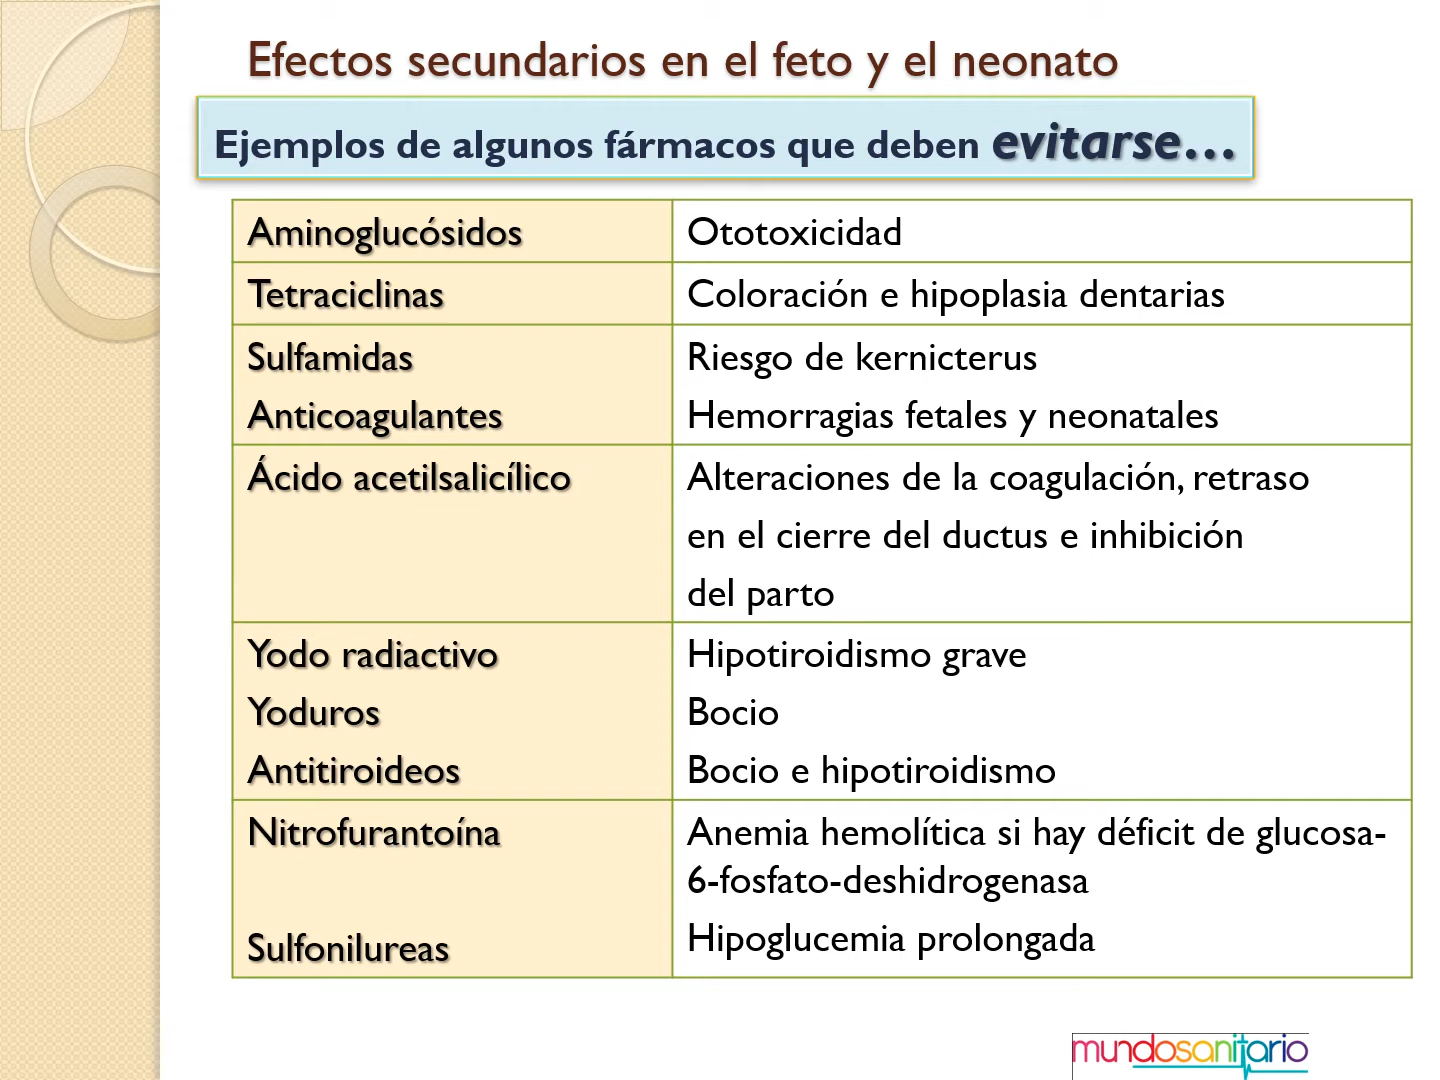 Efectos secundarios en el feto y el neonato
Ejemplos de algunos fármacos que deben evitarse...
Aminoglucósidos
Ototoxicidad
Tetraciclinas
Coloración e hipoplasia dentarias
Sulfamidas
Riesgo de kernicterus
Anticoagulantes
Hemorragias fetales y neonatales
Ácido acetilsalicílico
Alteraciones de la coagulación, retraso
en el cierre del ductus e inhibición
del parto
Yodo radiactivo
Hipotiroidismo grave
Yoduros
Bocio
Antitiroideos
Bocio e hipotiroidismo
Nitrofurantoína
Anemia hemolítica si hay déficit de glucosa-
6-fosfato-deshidrogenasa
Sulfonilureas
Hipoglucemia prolongada
mundosanitario